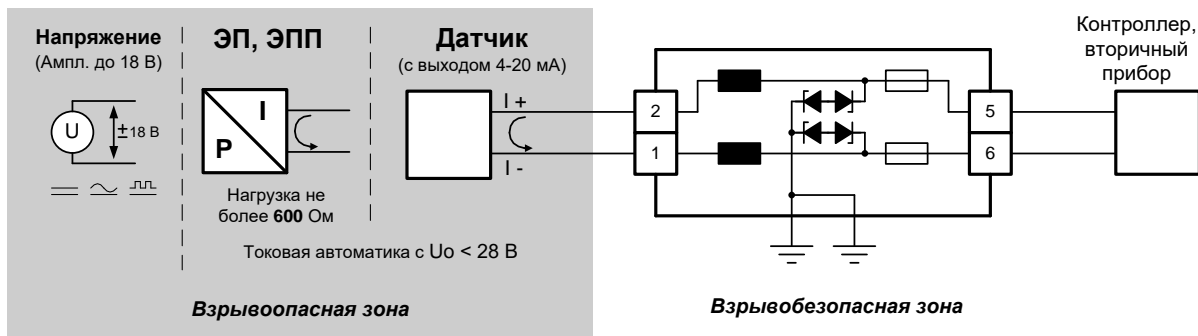 Напряжение
(Ампл. до 18 В)
U
±18 В
ЭП, ЭПП
I
P
Нагрузка не
более 600 Ом
Датчик
(с выходом 4-20 мА)
I +
I -
Токовая автоматика с Uo < 28 В
Взрывоопасная зона
2
1
5
6
Контроллер,
вторичный
прибор
Взрывобезопасная зона